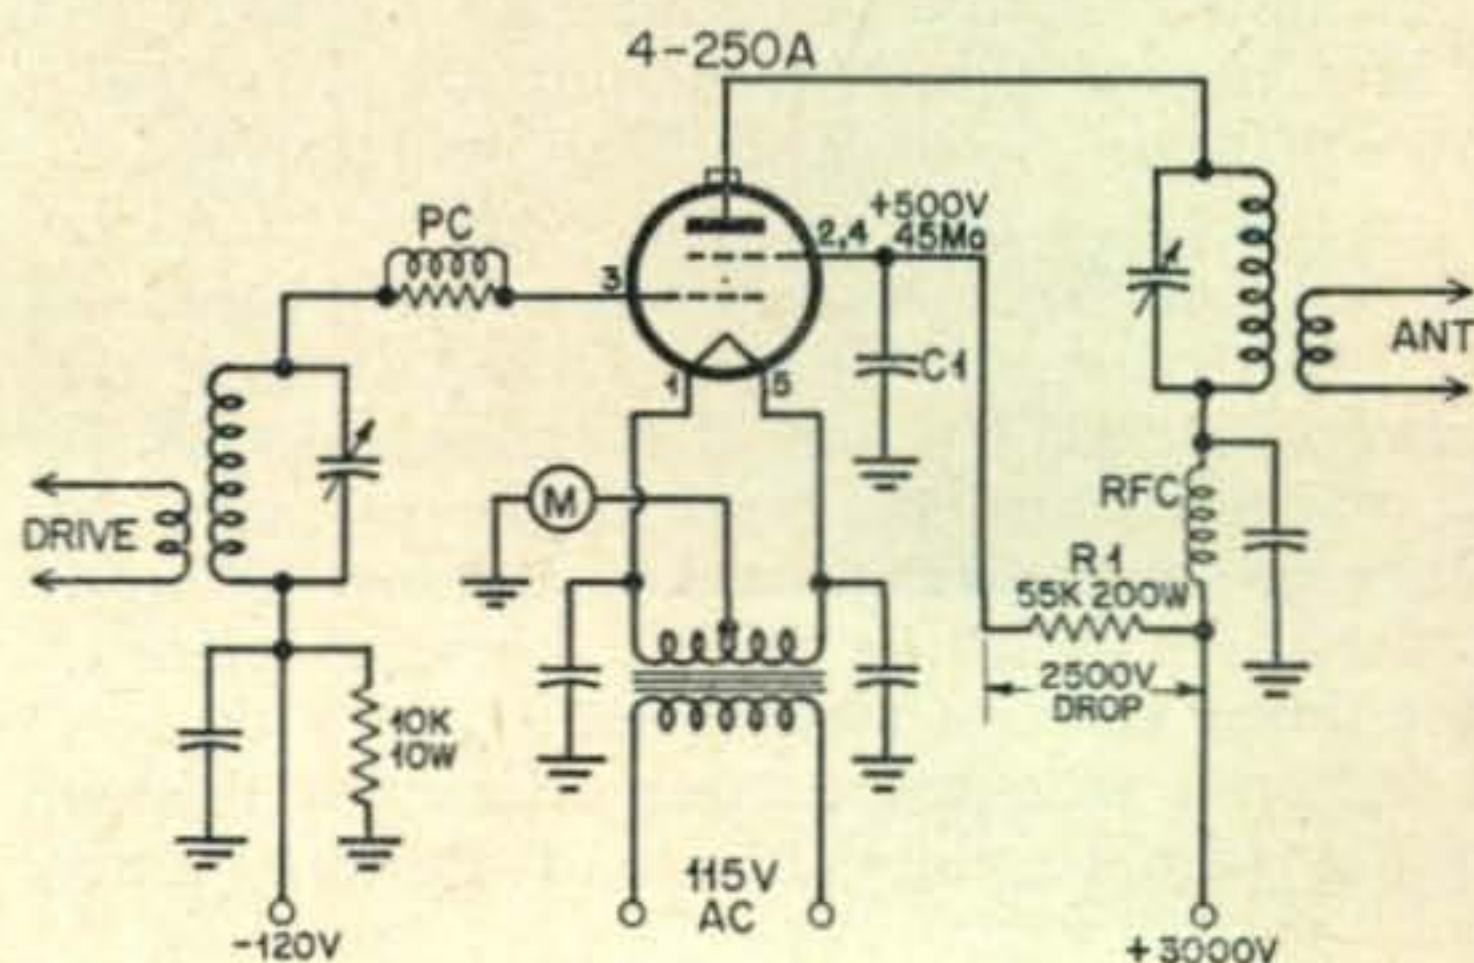 4-250A
PC
3
2,4
+500V
45Ma
C1
1
5
ANT
DRIVE
M
RFC
R1
55K 200W
2500V
DROP
10K
10W
115V
AC
-120V
+3000V